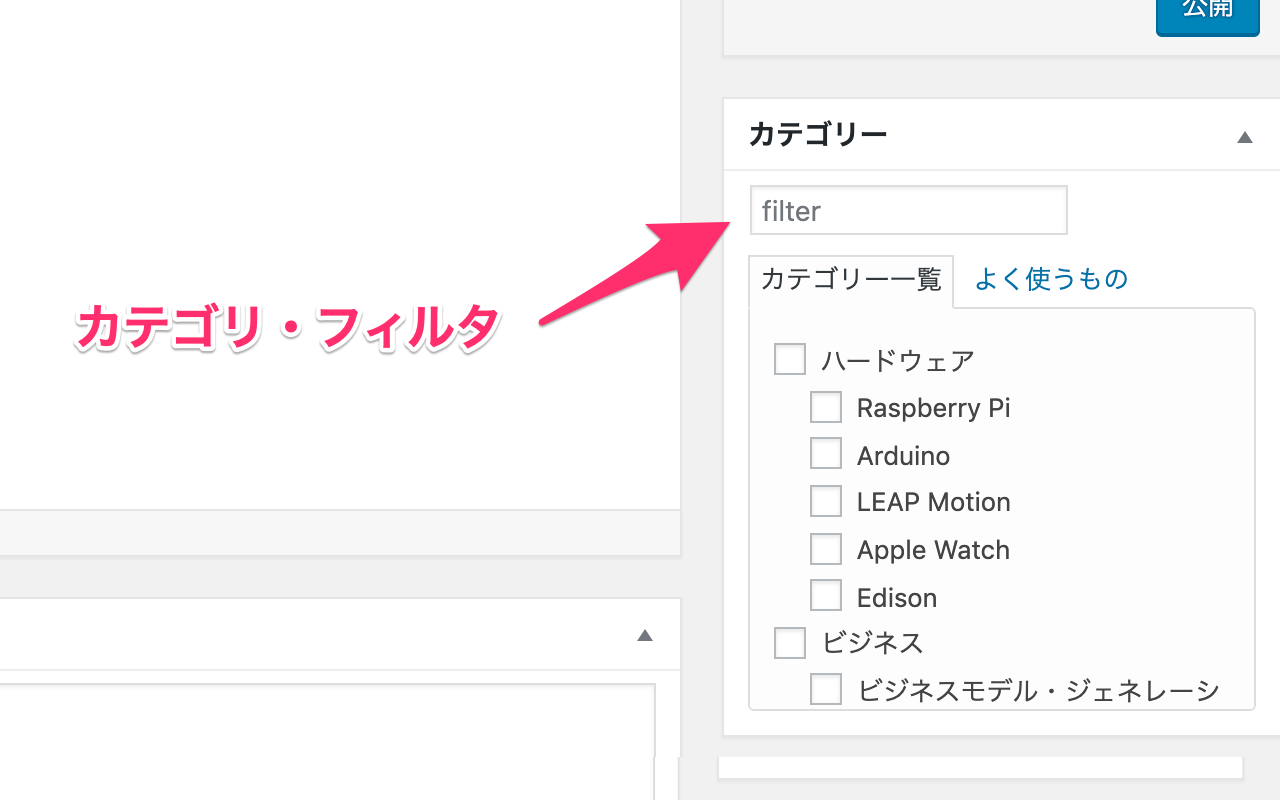 公開
カテゴリー
filter
カテゴリー一覧 よく使うもの
カテゴリ・フィルタ
ハードウェア
Raspberry Pi
Arduino
LEAP Motion
Apple Watch
Edison
ビジネス
ビジネスモデル・ジェネレーシ